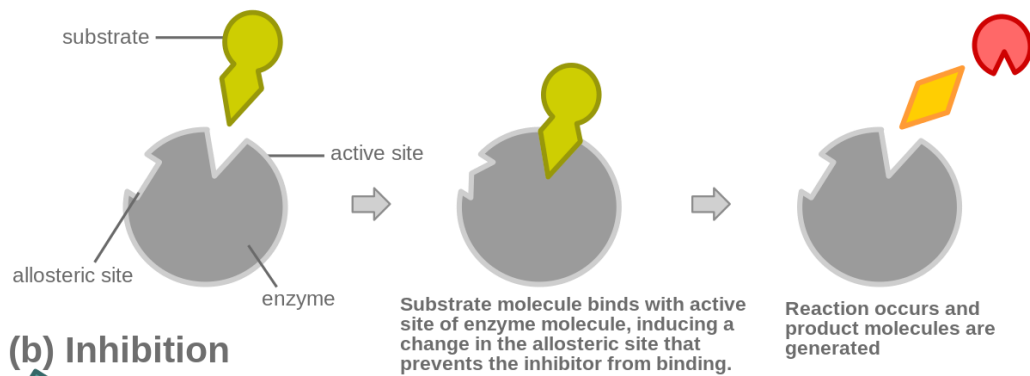 substrate
active site
allosteric site
enzyme
Substrate molecule binds with active
site of enzyme molecule, inducing a
change in the allosteric site that
prevents the inhibitor from binding.
Reaction occurs and
product molecules are
generated
(b) Inhibition